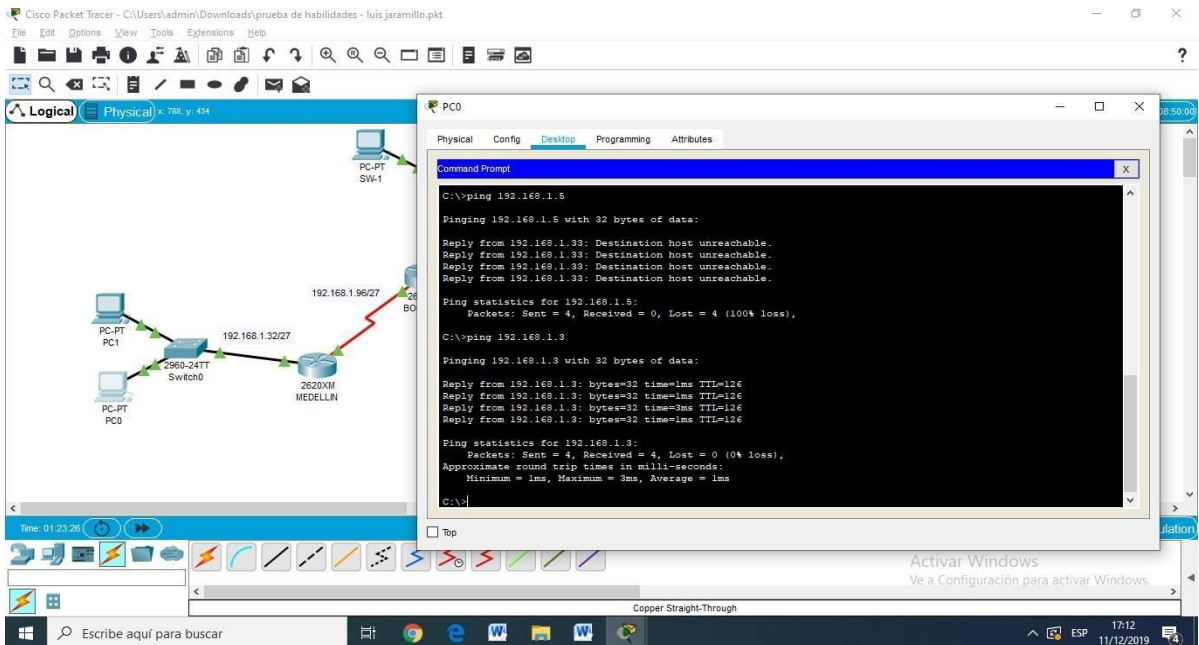 Cisco Packet Tracer - C:\Users\admin\Downloads\prueba de habilidades - luis jaramillo.pkt
File Edit Options View Tools Extensions Help
?
Logical Physical x: 788, y: 434
08:50:00
PC-PT
SW-1
192.168.1.96/27
BO
PC-PT
PC1
192.168.1.32/27
2960-24TT
Switch0
2620XM
MEDELLIN
PC-PT
PC0
PC0
Physical Config Desktop Programming Attributes
Command Prompt
X
C:\>ping 192.168.1.5
Pinging 192.168.1.5 with 32 bytes of data:
Reply from 192.168.1.33: Destination host unreachable.
Reply from 192.168.1.33: Destination host unreachable.
Reply from 192.168.1.33: Destination host unreachable.
Reply from 192.168.1.33: Destination host unreachable.
Ping statistics for 192.168.1.5:
Packets: Sent = 4, Received = 0, Lost = 4 (100% loss),
C:\>ping 192.168.1.3
Pinging 192.168.1.3 with 32 bytes of data:
Reply from 192.168.1.3: bytes=32 time=1ms TTL=126
Reply from 192.168.1.3: bytes=32 time=1ms TTL=126
Reply from 192.168.1.3: bytes=32 time=3ms TTL=126
Reply from 192.168.1.3: bytes=32 time=1ms TTL=126
Ping statistics for 192.168.1.3:
Packets: Sent = 4, Received = 4, Lost = 0 (0% loss),
Approximate round trip times in milli-seconds:
Minimum = 1ms, Maximum = 3ms, Average = 1ms
C:\>
Top
Time: 01:23:26
ulation
Activar Windows
Ve a Configuración para activar Windows.
Copper Straight-Through
Escribe aquí para buscar
ESP
17:12
11/12/2019
4